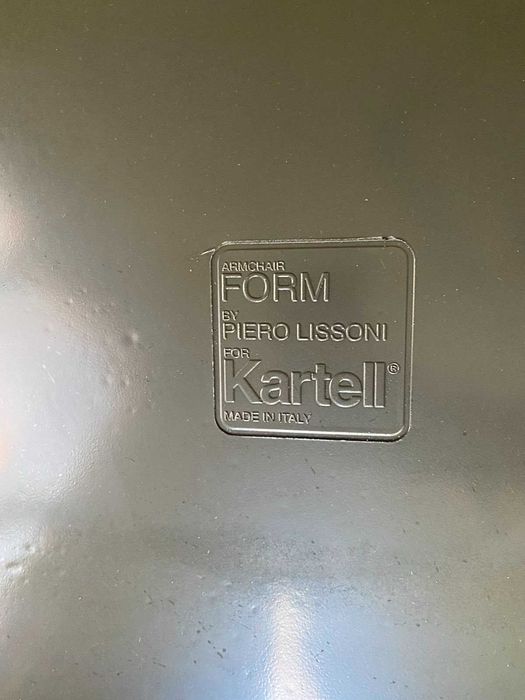 ARMCHAIR
FORM
BY
PIERO LISSONI
FOR
Kartell®
MADE IN ITALY